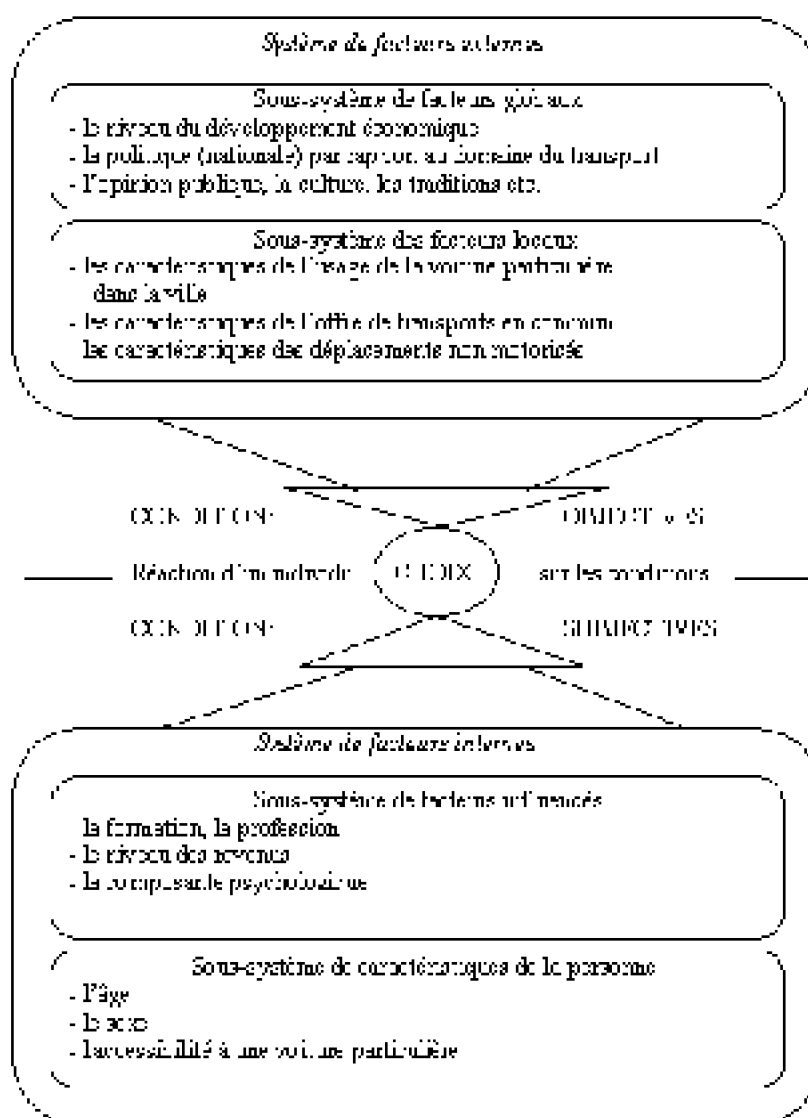 Système de facteurs externes
Sous-système de facteurs globaux
- le niveau du développement économique
- la politique (nationale) par rapport au domaine du transport
- l'opinion publique, la culture, les traditions etc.
Sous-système des facteurs locaux
- les caractéristiques de l'usage de la voiture particulière
dans la ville
- les caractéristiques de l'offre de transports en commun
les caractéristiques des déplacements non motorisés
CONDITIONS OBJECTIVES
Réaction d'un individu CHOIX sur les conditions
CONDITIONS SUBJECTIVES
Système de facteurs internes
Sous-système de facteurs influencés
la formation, la profession
- le niveau des revenus
- la composante psychologique
Sous-système de caractéristiques de la personne
- l'âge
- le sexe
- l'accessibilité à une voiture particulière